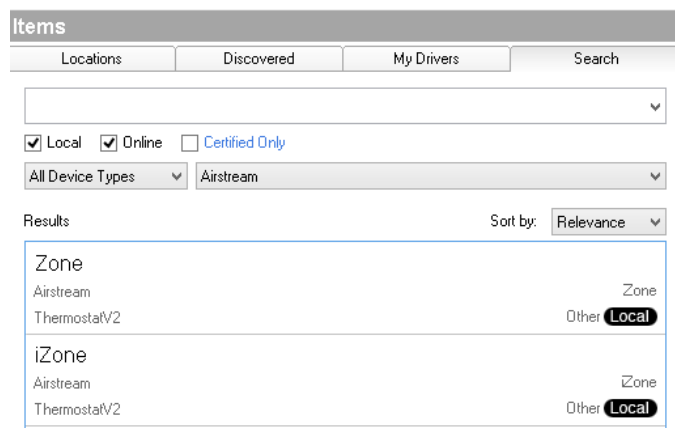 Items
Locations Discovered My Drivers Search
Local Online Certified Only
All Device Types Airstream
Results Sort by: Relevance
Zone
Airstream Zone
ThermostatV2 Other Local
iZone
Airstream iZone
ThermostatV2 Other Local